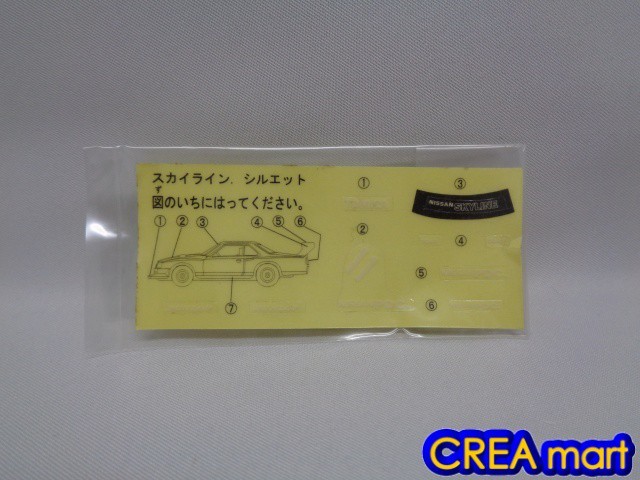 スカイライン. シルエット
ず
図のいちにはってください。
① ② ③ ④ ⑤ ⑥
⑦
①
②
③
NISSAN SKYLINE
④
⑤
⑥
CREA mart